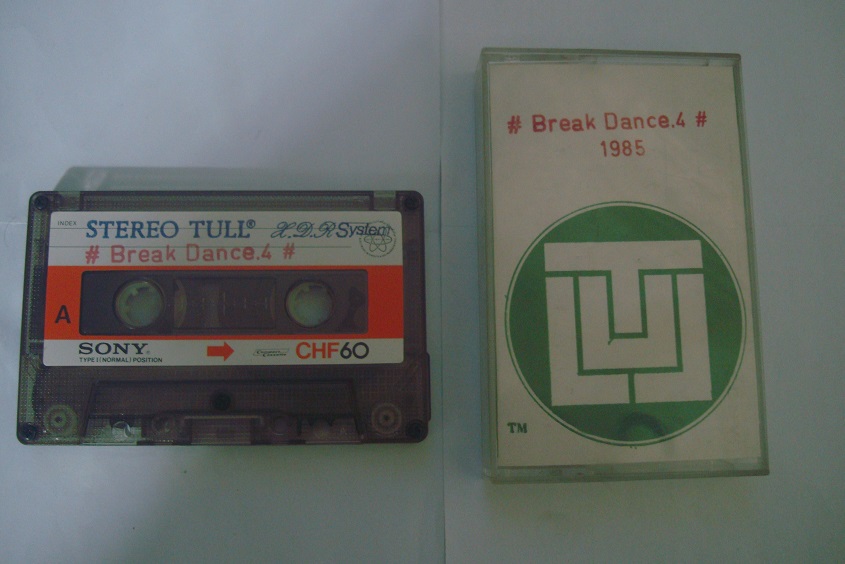 INDEX
STEREO TULL® X.D.R System
# Break Dance.4 #
A
SONY®
TYPE I (NORMAL) POSITION
CHF60
# Break Dance.4 #
1985
TM